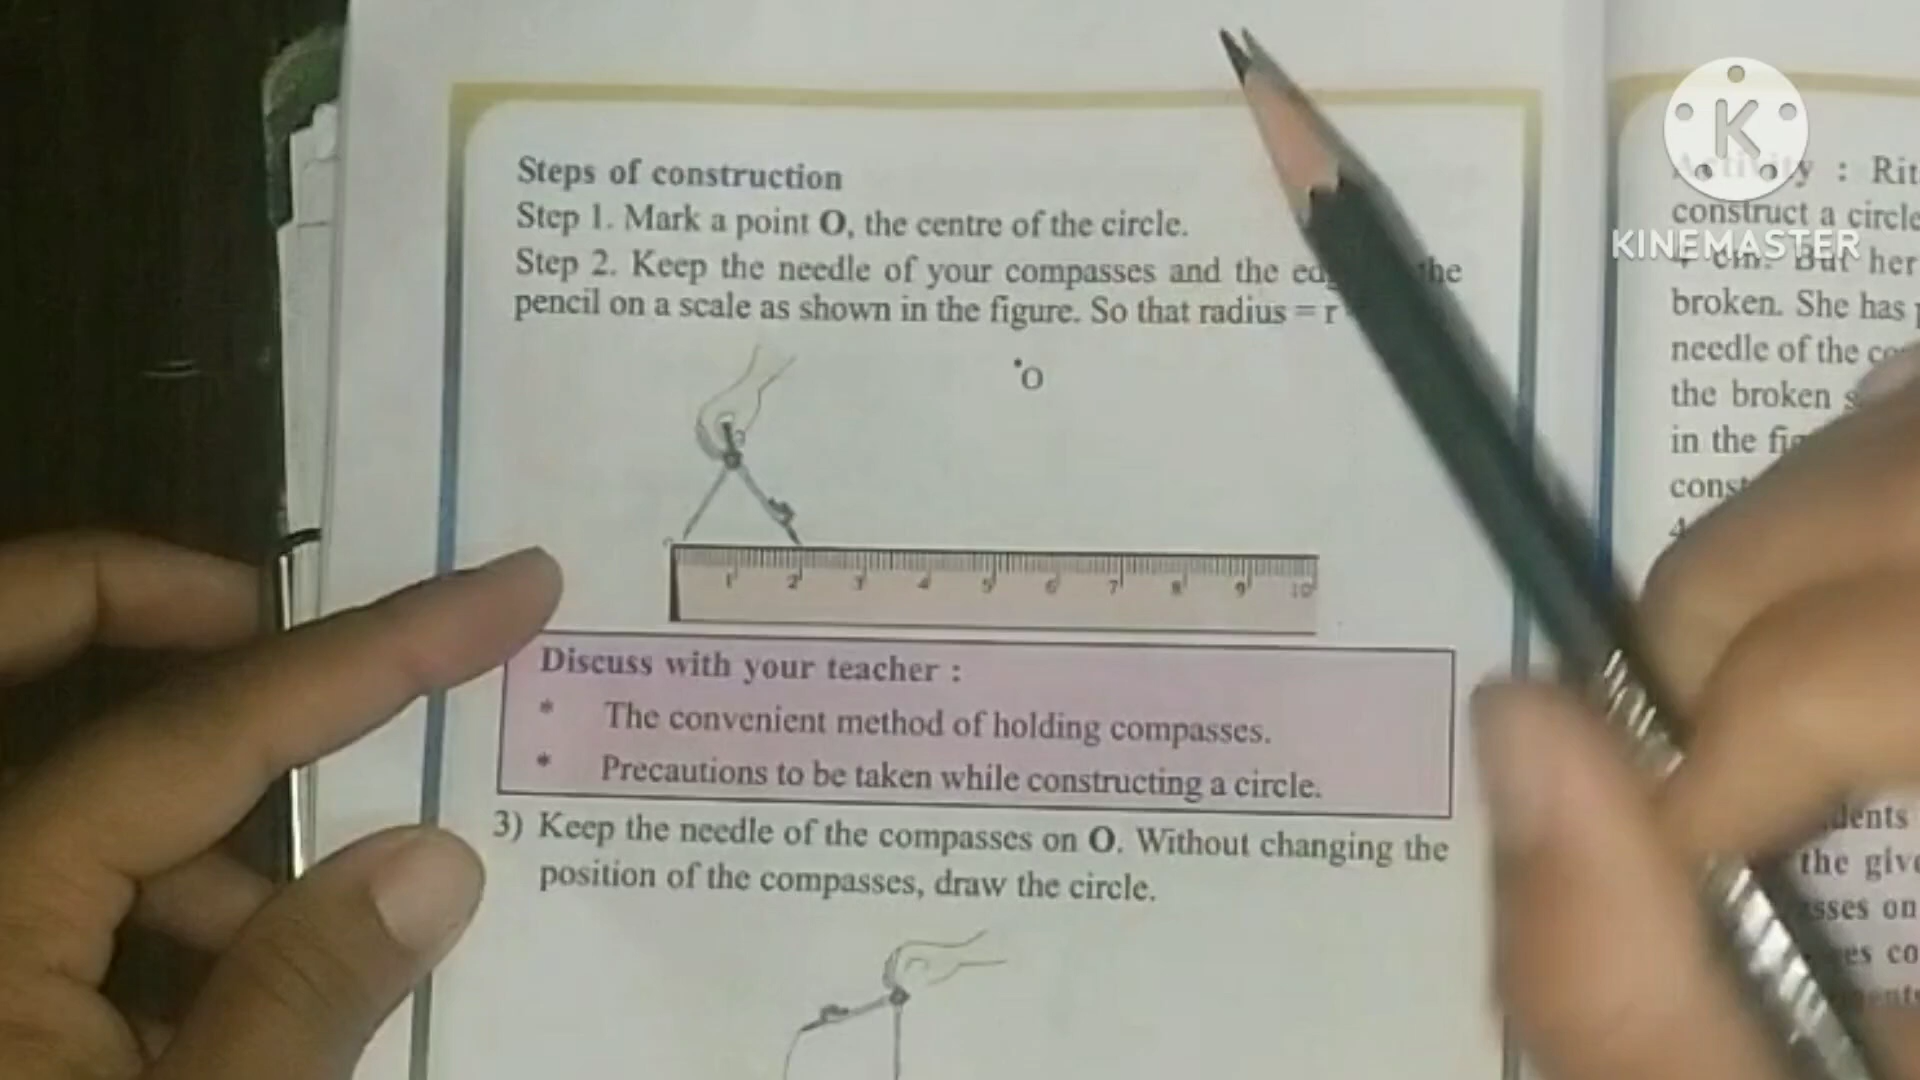 Steps of construction
Step 1. Mark a point O, the centre of the circle.
Step 2. Keep the needle of your compasses and the the
pencil on a scale as shown in the figure. So that radius = r
O
1 2 3 4 5 6 7 8 9 10
Discuss with your teacher :
* The convenient method of holding compasses.
* Precautions to be taken while constructing a circle.
3) Keep the needle of the compasses on O. Without changing the
position of the compasses, draw the circle.
K
KINEMASTER
Activity : Rit
construct a circle
cm. But her
broken. She has
needle of the
the broken
in the
the
on